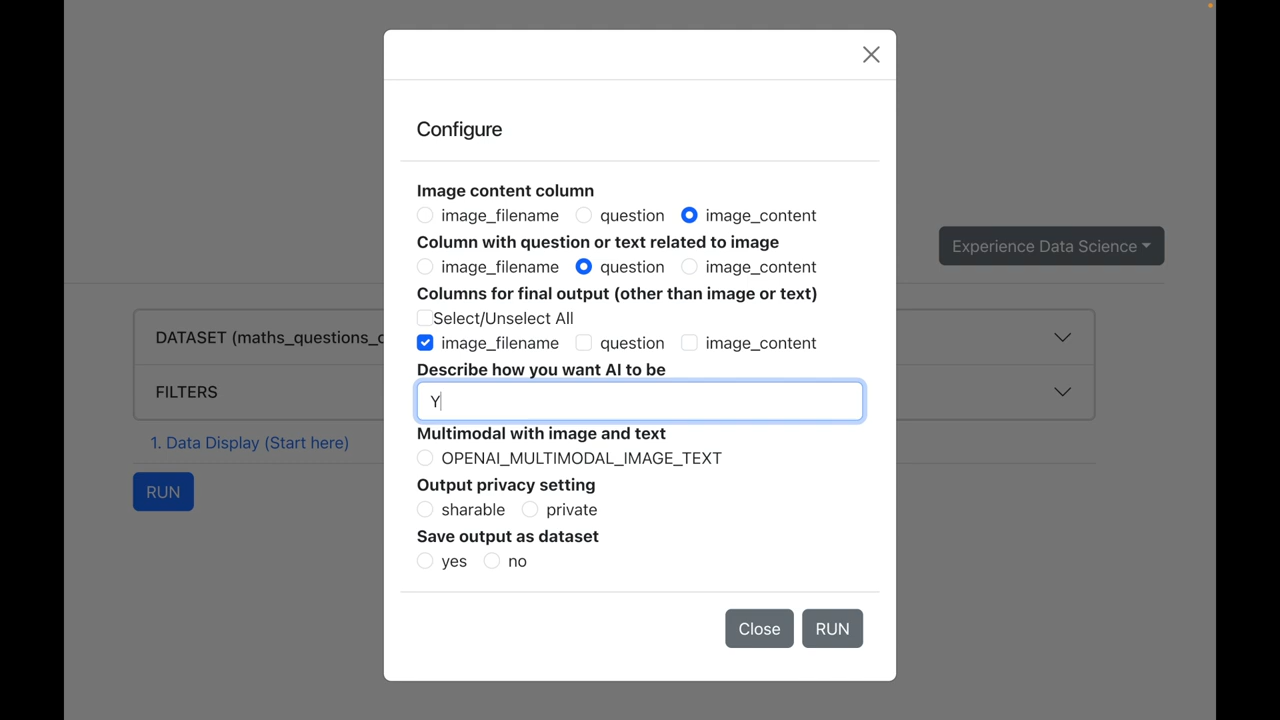 Configure
Image content column
image_filename question image_content
Experience Data Science
Column with question or text related to image
image_filename question image_content
Columns for final output (other than image or text)
Select/Unselect All
DATASET (maths_questions_
image_filename question image_content
Describe how you want AI to be
FILTERS
Y
Multimodal with image and text
1. Data Display (Start here)
OPENAI_MULTIMODAL_IMAGE_TEXT
Output privacy setting
RUN
sharable private
Save output as dataset
yes no
Close RUN